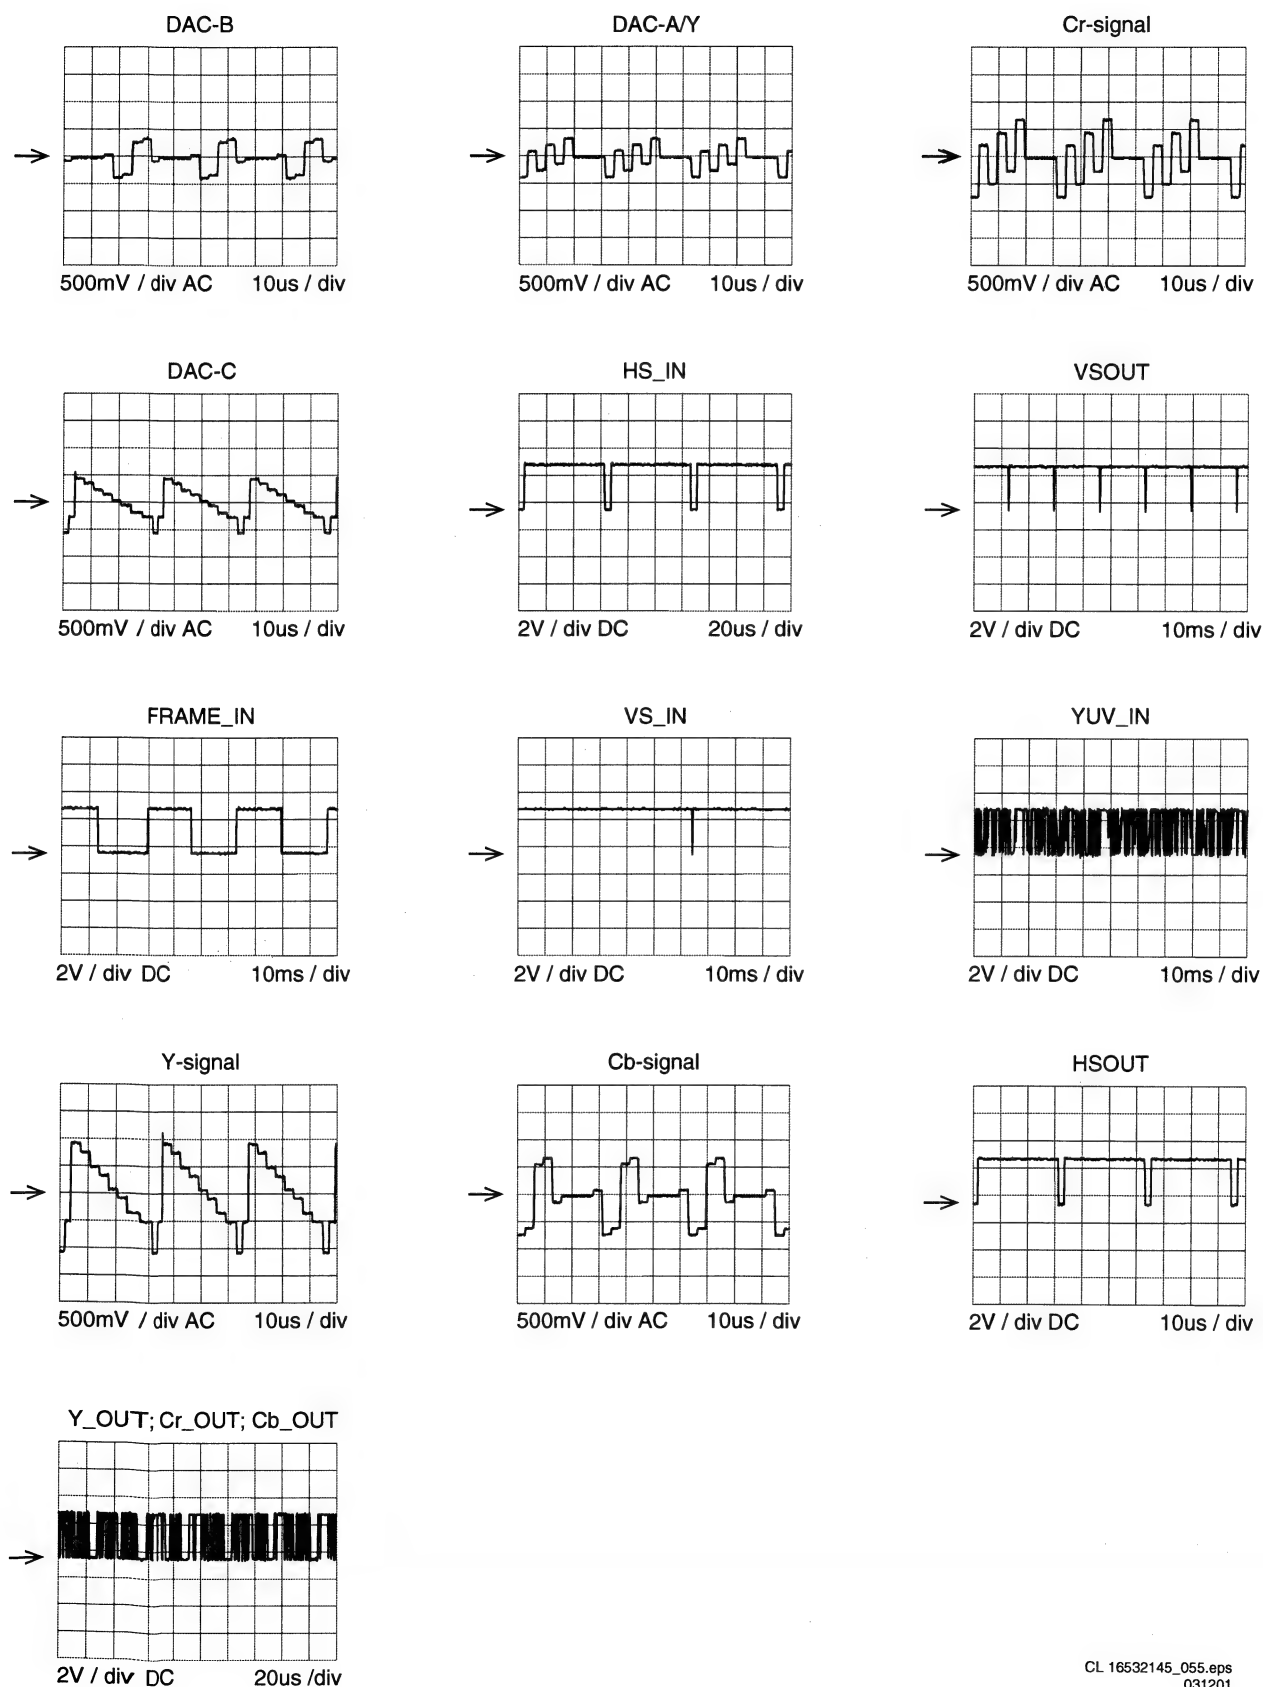 DAC-B
DAC-A/Y
Cr-signal
500mV / div AC 10us / div
500mV / div AC 10us / div
500mV / div AC 10us / div
DAC-C
HS_IN
VSOUT
500mV / div AC 10us / div
2V / div DC 20us / div
2V / div DC 10ms / div
FRAME_IN
VS_IN
YUV_IN
2V / div DC 10ms / div
2V / div DC 10ms / div
2V / div DC 10ms / div
Y-signal
Cb-signal
HSOUT
500mV / div AC 10us / div
500mV / div AC 10us / div
2V / div DC 10us / div
Y_OUT; Cr_OUT; Cb_OUT
2V / div DC 20us /div
CL 16532145_055.eps
031201